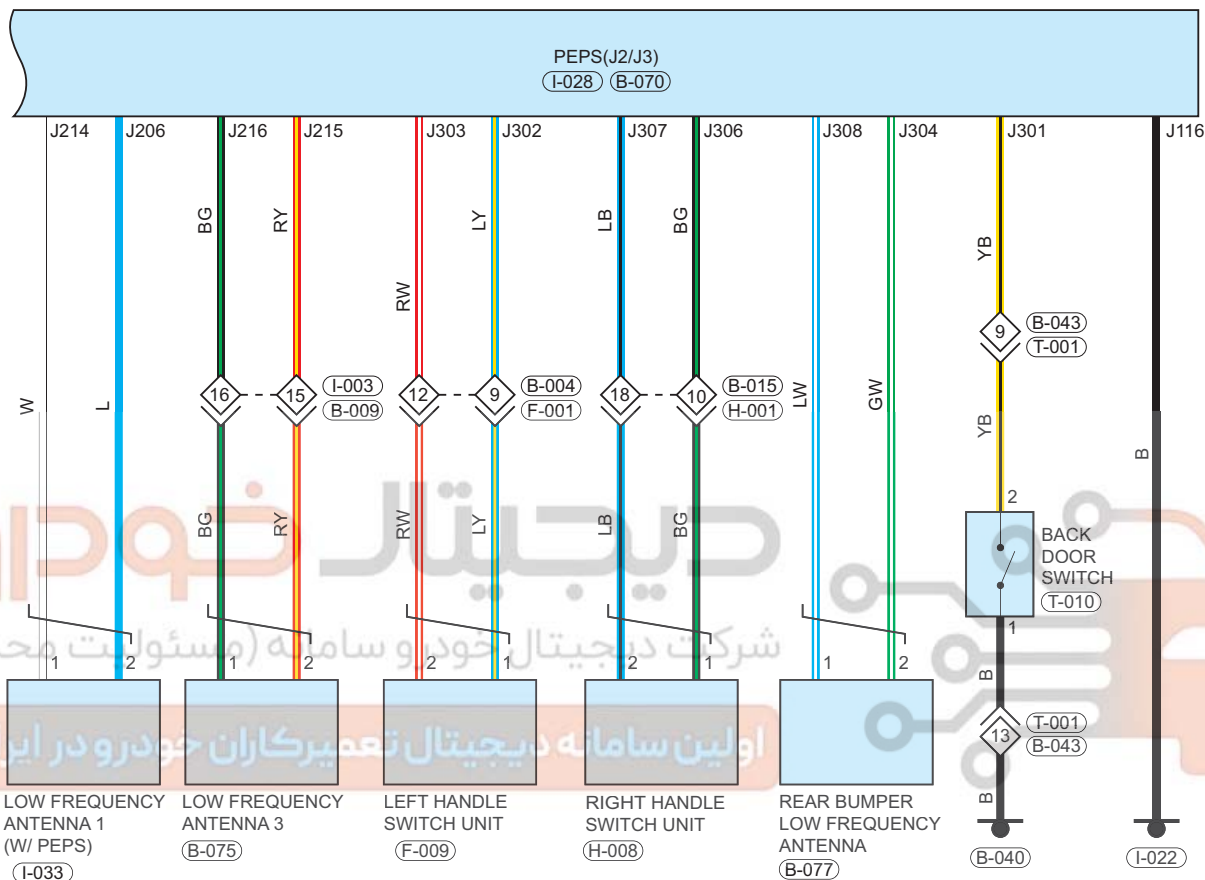 PEPS(J2/J3)
I-028 B-070
J214 J206 J216 J215 J303 J302 J307 J306 J308 J304 J301 J116
W L BG RY RW LY LB BG LW GW YB B
16 15 I-003 B-009
12 9 B-004 F-001
18 10 B-015 H-001
9 B-043 T-001
YB
BG RY RW LY LB BG
2
BACK
DOOR
SWITCH
T-010
1
دیجیتال خودرو
شرکت دیجیتال خودرو سامانه (مسئولیت
1 2 1 2 2 1 2 1 1 2
B
اولین سامانه دیجیتال تعمیرکاران خودرو در
13 T-001 B-043
B
LOW FREQUENCY
ANTENNA 1
(W/ PEPS)
I-033
LOW FREQUENCY
ANTENNA 3
B-075
LEFT HANDLE
SWITCH UNIT
F-009
RIGHT HANDLE
SWITCH UNIT
H-008
REAR BUMPER
LOW FREQUENCY
ANTENNA
B-077
B-040
I-022